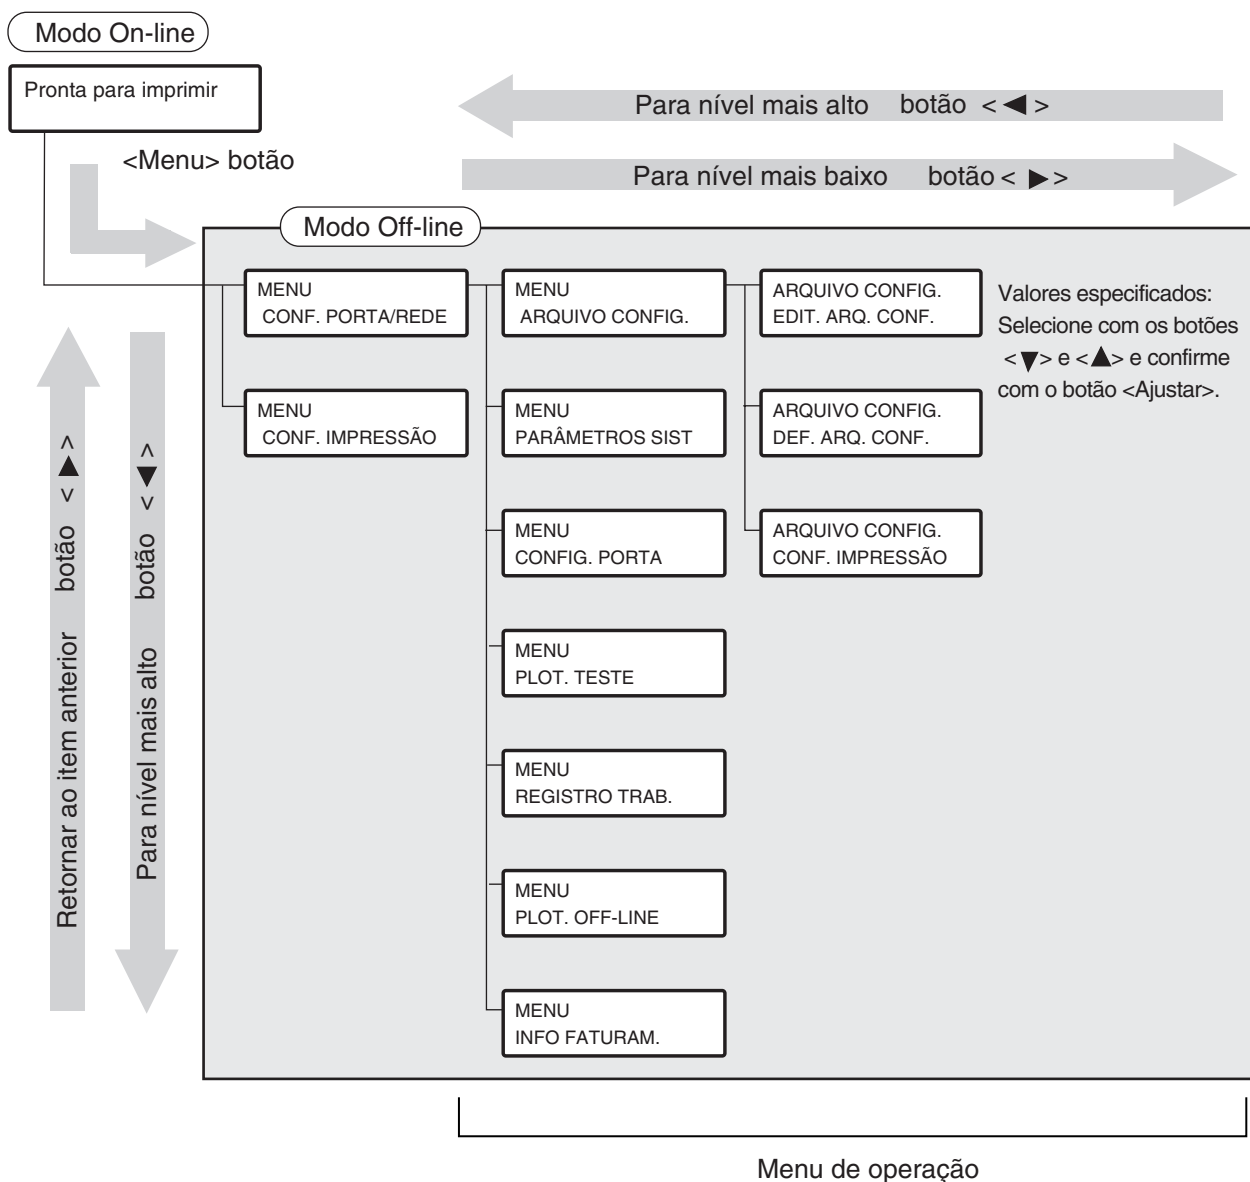 Modo On-line
Pronta para imprimir
<Menu> botão
Para nível mais alto botão < ◀ >
Para nível mais baixo botão < ▶ >
Modo Off-line
MENU
CONF. PORTA/REDE
MENU
CONF. IMPRESSÃO
MENU
ARQUIVO CONFIG.
MENU
PARÂMETROS SIST
MENU
CONFIG. PORTA
MENU
PLOT. TESTE
MENU
REGISTRO TRAB.
MENU
PLOT. OFF-LINE
MENU
INFO FATURAM.
ARQUIVO CONFIG.
EDIT. ARQ. CONF.
ARQUIVO CONFIG.
DEF. ARQ. CONF.
ARQUIVO CONFIG.
CONF. IMPRESSÃO
Valores especificados:
Selecione com os botões
<▼> e <▲> e confirme
com o botão <Ajustar>.
Retornar ao item anterior botão < ▲ >
Para nível mais alto botão < ▼ >
Menu de operação